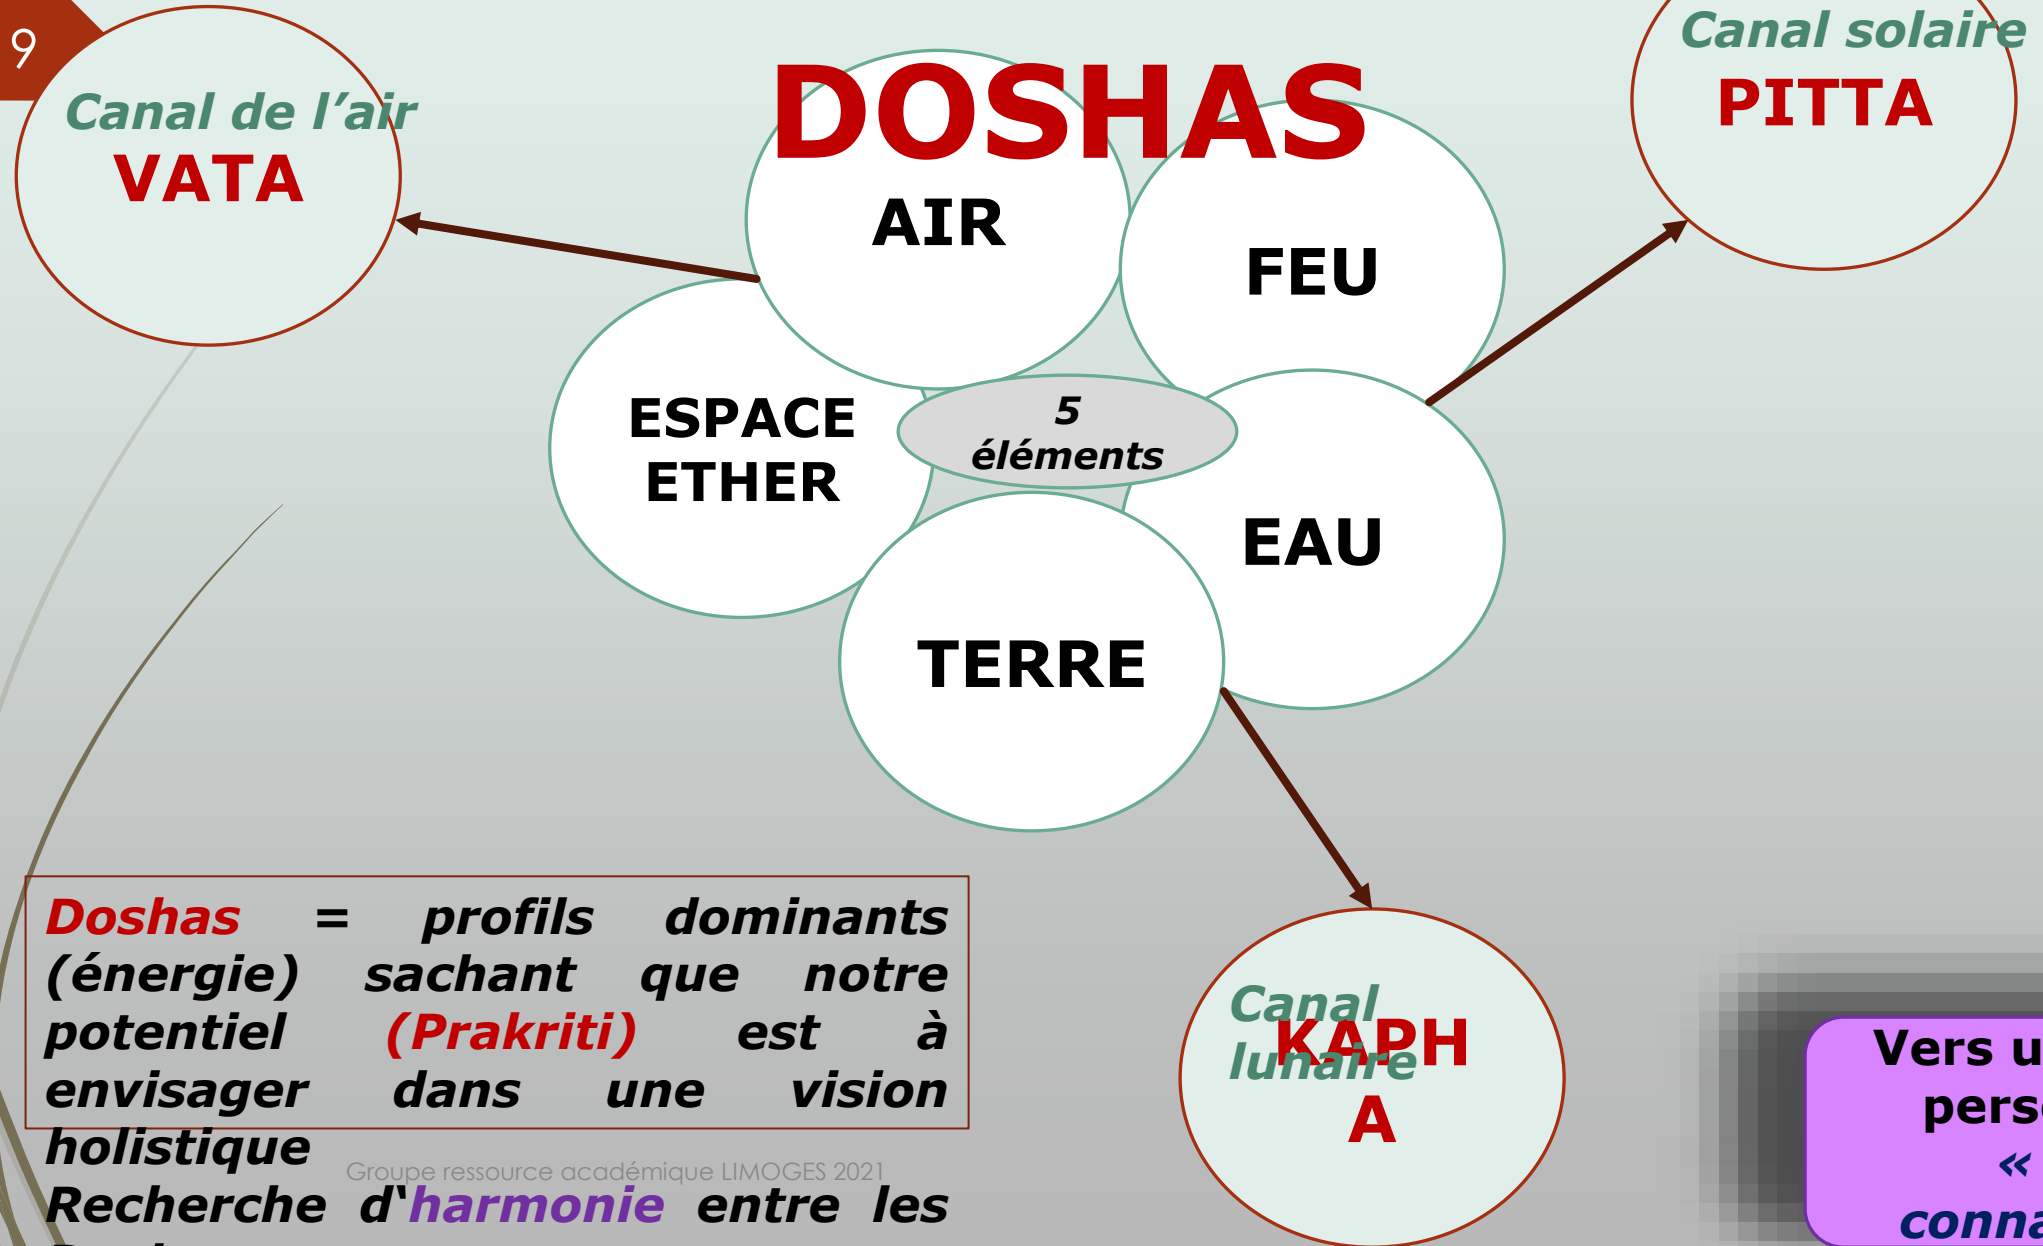 9
DOSHAS
Canal de l’air
VATA
Canal solaire
PITTA
AIR
FEU
ESPACE
ETHER
5
éléments
EAU
TERRE
Doshas = profils dominants
(énergie) sachant que notre
potentiel (Prakriti) est à
envisager dans une vision
holistique
Recherche d‘harmonie entre les
Canal
lunaire
KAPH
A
Vers
«
Groupe ressource académique LIMOGES 2021